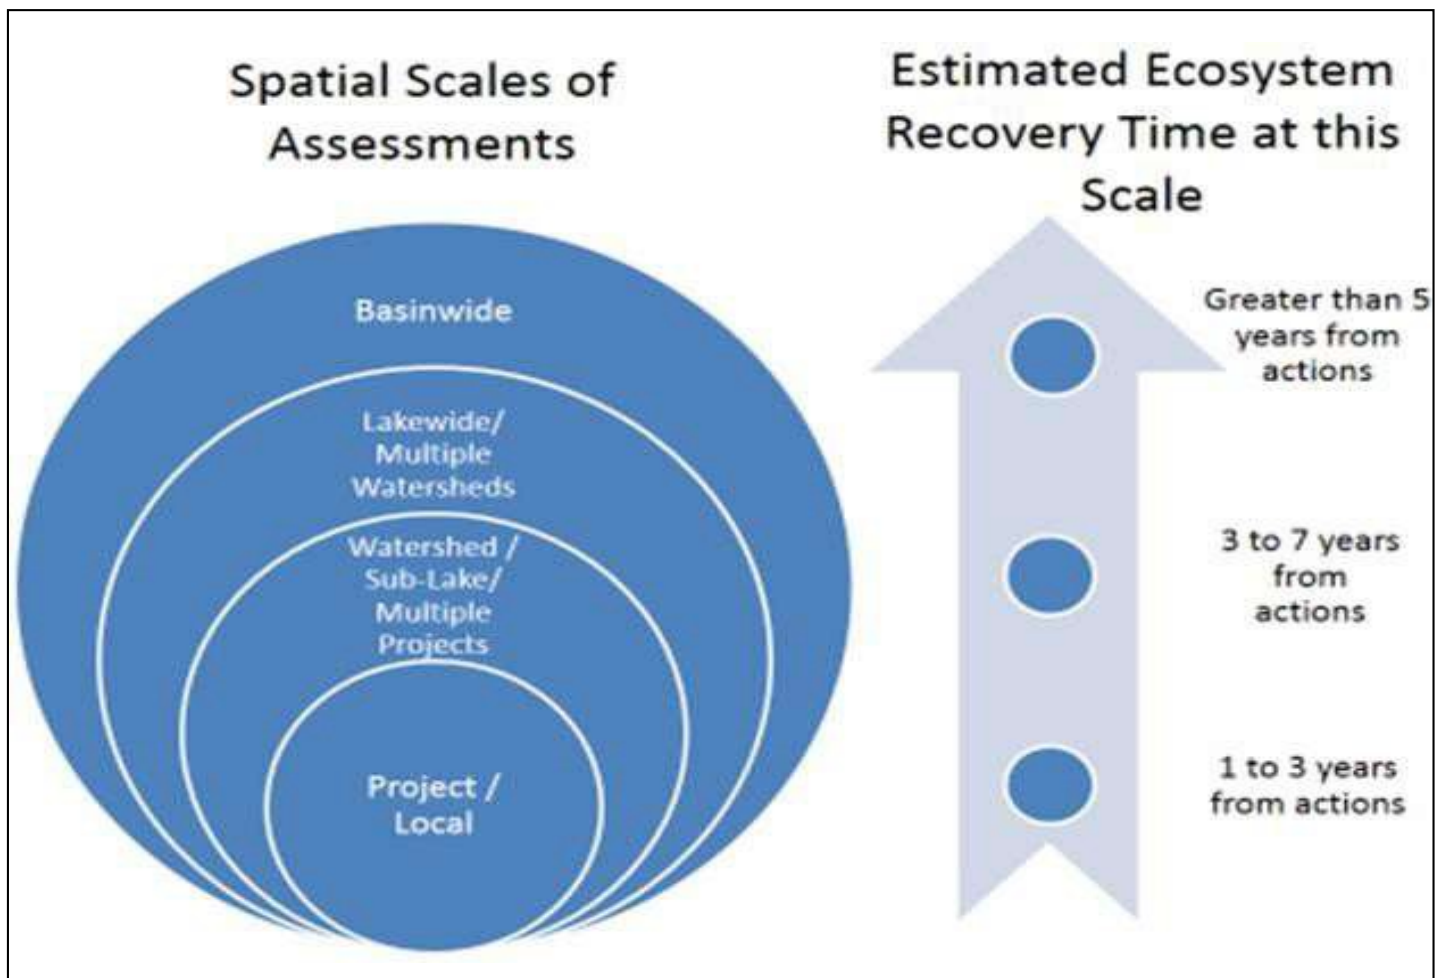 Spatial Scales of
Assessments
Basinwide
Lakewide/
Multiple
Watersheds
Watershed /
Sub-Lake/
Multiple
Projects
Project /
Local
Estimated Ecosystem
Recovery Time at this
Scale
Greater than 5
years from
actions
3 to 7 years
from
actions
1 to 3 years
from actions